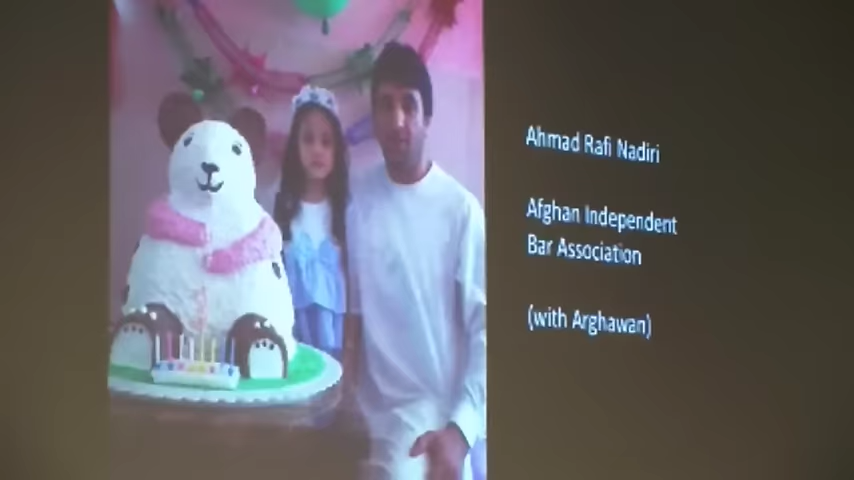 Ahmad Rafi Nadiri
Afghan Independent
Bar Association
(with Arghawan)